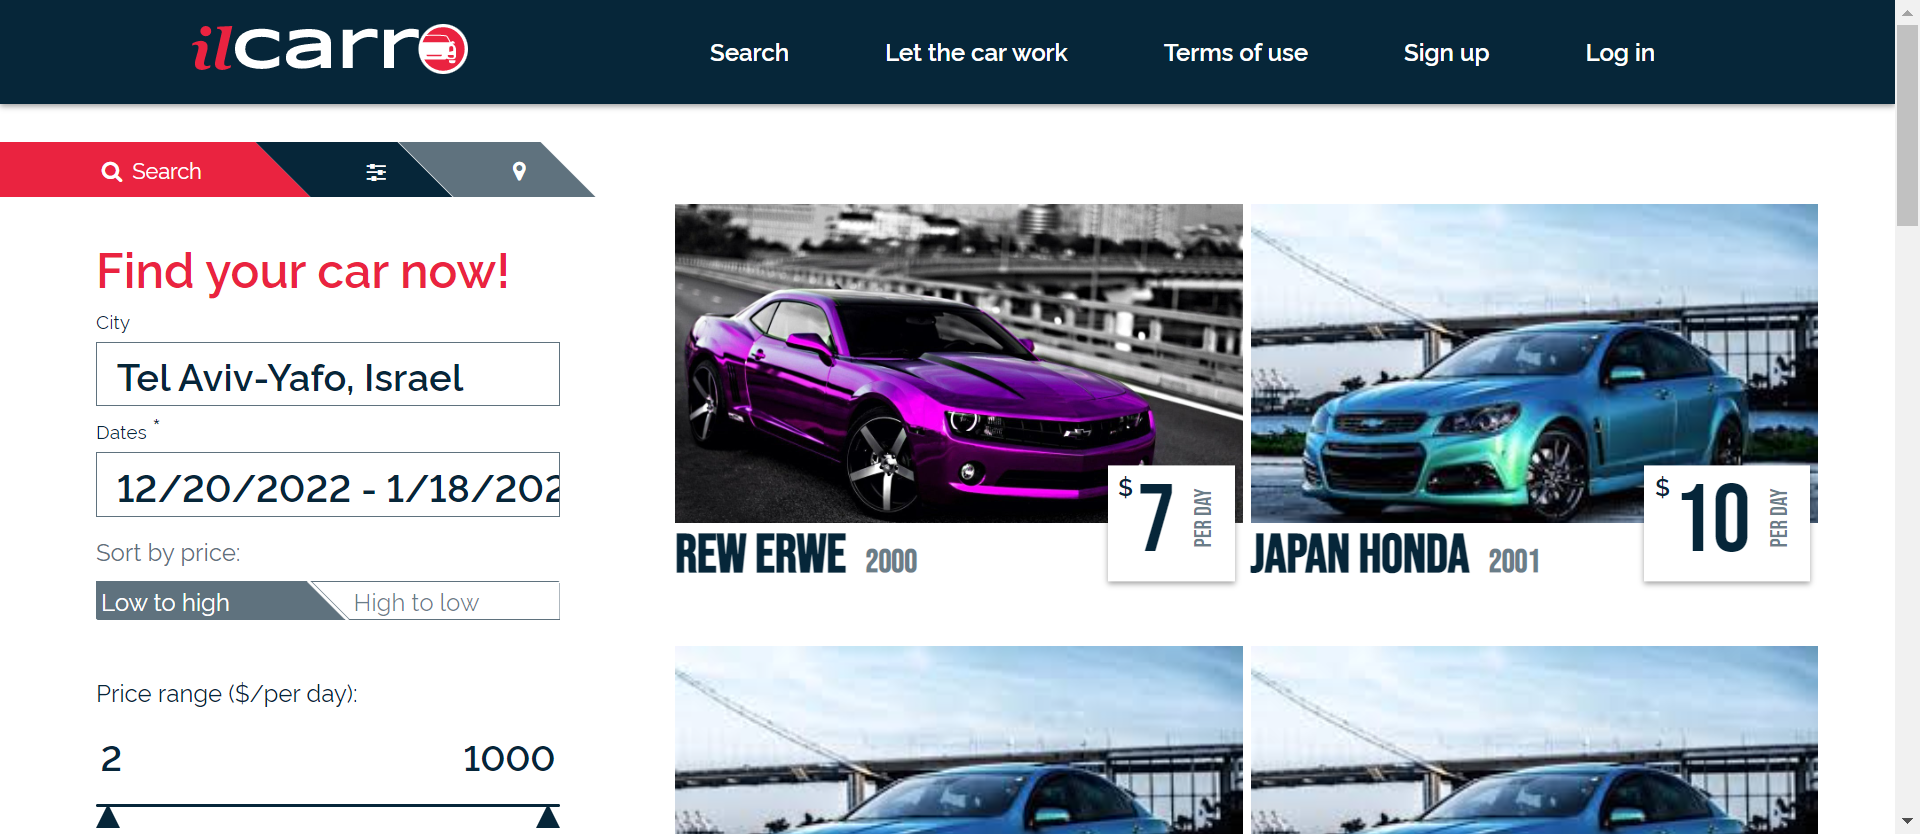 ilcarro
Search
Let the car work
Terms of use
Sign up
Log in
Search
Find your car now!
City
Tel Aviv-Yafo, Israel
Dates *
12/20/2022 - 1/18/202
Sort by price:
Low to high
High to low
Price range ($/per day):
2
1000
$ 7 PER DAY
REW ERWE 2000
$ 10 PER DAY
JAPAN HONDA 2001